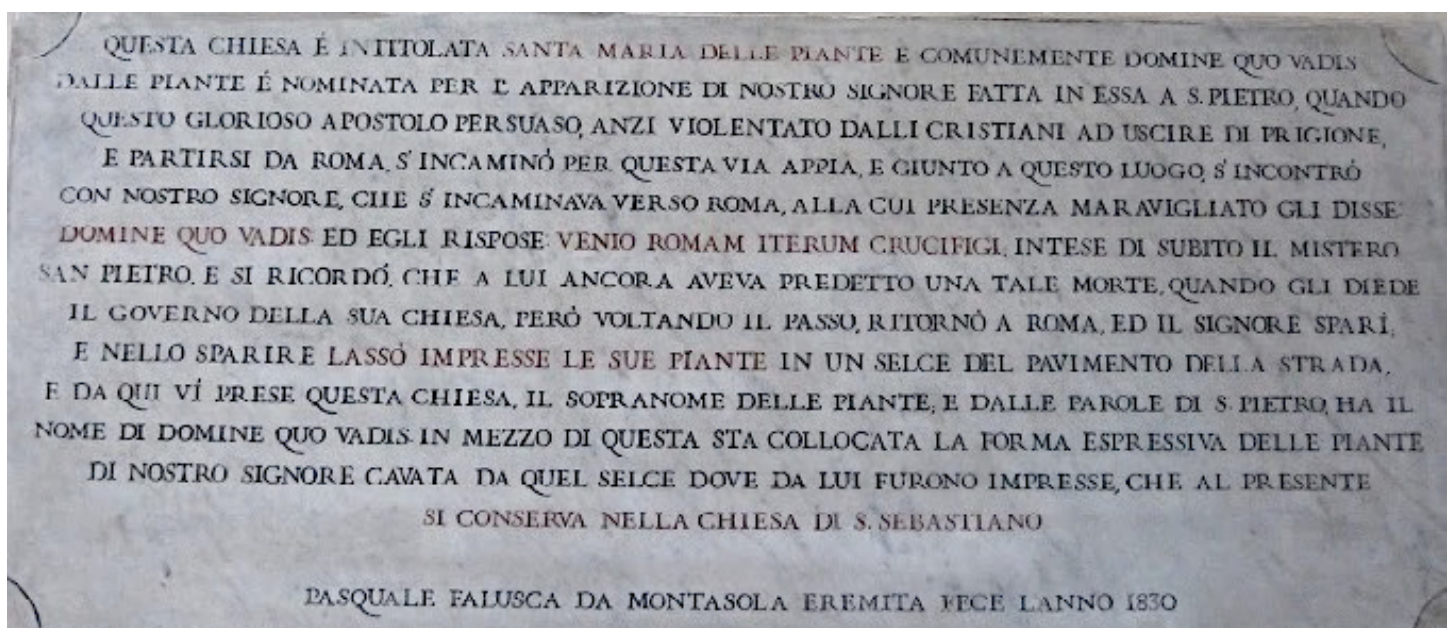 QUESTA CHIESA É INTITOLATA SANTA MARIA DELLE PIANTE E COMUNEMENTE DOMINE QUO VADIS
DALLE PIANTE É NOMINATA PER L' APPARIZIONE DI NOSTRO SIGNORE FATTA IN ESSA A S. PIETRO, QUANDO
QUESTO GLORIOSO APOSTOLO PERSUASO, ANZI VIOLENTATO DALLI CRISTIANI AD USCIRE DI PRIGIONE,
E PARTIRSI DA ROMA, S' INCAMINÓ PER QUESTA VIA APPIA, E GIUNTO A QUESTO LUOGO, S' INCONTRÓ
CON NOSTRO SIGNORE, CHE S' INCAMINAVA VERSO ROMA, ALLA CUI PRESENZA MARAVIGLIATO GLI DISSE:
DOMINE QUO VADIS: ED EGLI RISPOSE: VENIO ROMAM ITERUM CRUCIFIGI, INTESE DI SUBITO IL MISTERO
SAN PIETRO, E SI RICORDÓ, CHE A LUI ANCORA AVEVA PREDETTO UNA TALE MORTE, QUANDO GLI DIEDE
IL GOVERNO DELLA SUA CHIESA, PERÓ VOLTANDO IL PASSO, RITORNÓ A ROMA, ED IL SIGNORE SPARÍ,
E NELLO SPARIRE LASSÓ IMPRESSE LE SUE PIANTE IN UN SELCE DEL PAVIMENTO DELLA STRADA,
E DA QUI VÍ PRESE QUESTA CHIESA, IL SOPRANOME DELLE PIANTE, E DALLE PAROLE DI S. PIETRO, HA IL
NOME DI DOMINE QUO VADIS. IN MEZZO DI QUESTA STA COLLOCATA LA FORMA ESPRESSIVA DELLE PIANTE
DI NOSTRO SIGNORE CAVATA DA QUEL SELCE DOVE DA LUI FURONO IMPRESSE, CHE AL PRESENTE
SI CONSERVA NELLA CHIESA DI S. SEBASTIANO
PASQUALE FALUSCA DA MONTASOLA EREMITA FECE L'ANNO 1830